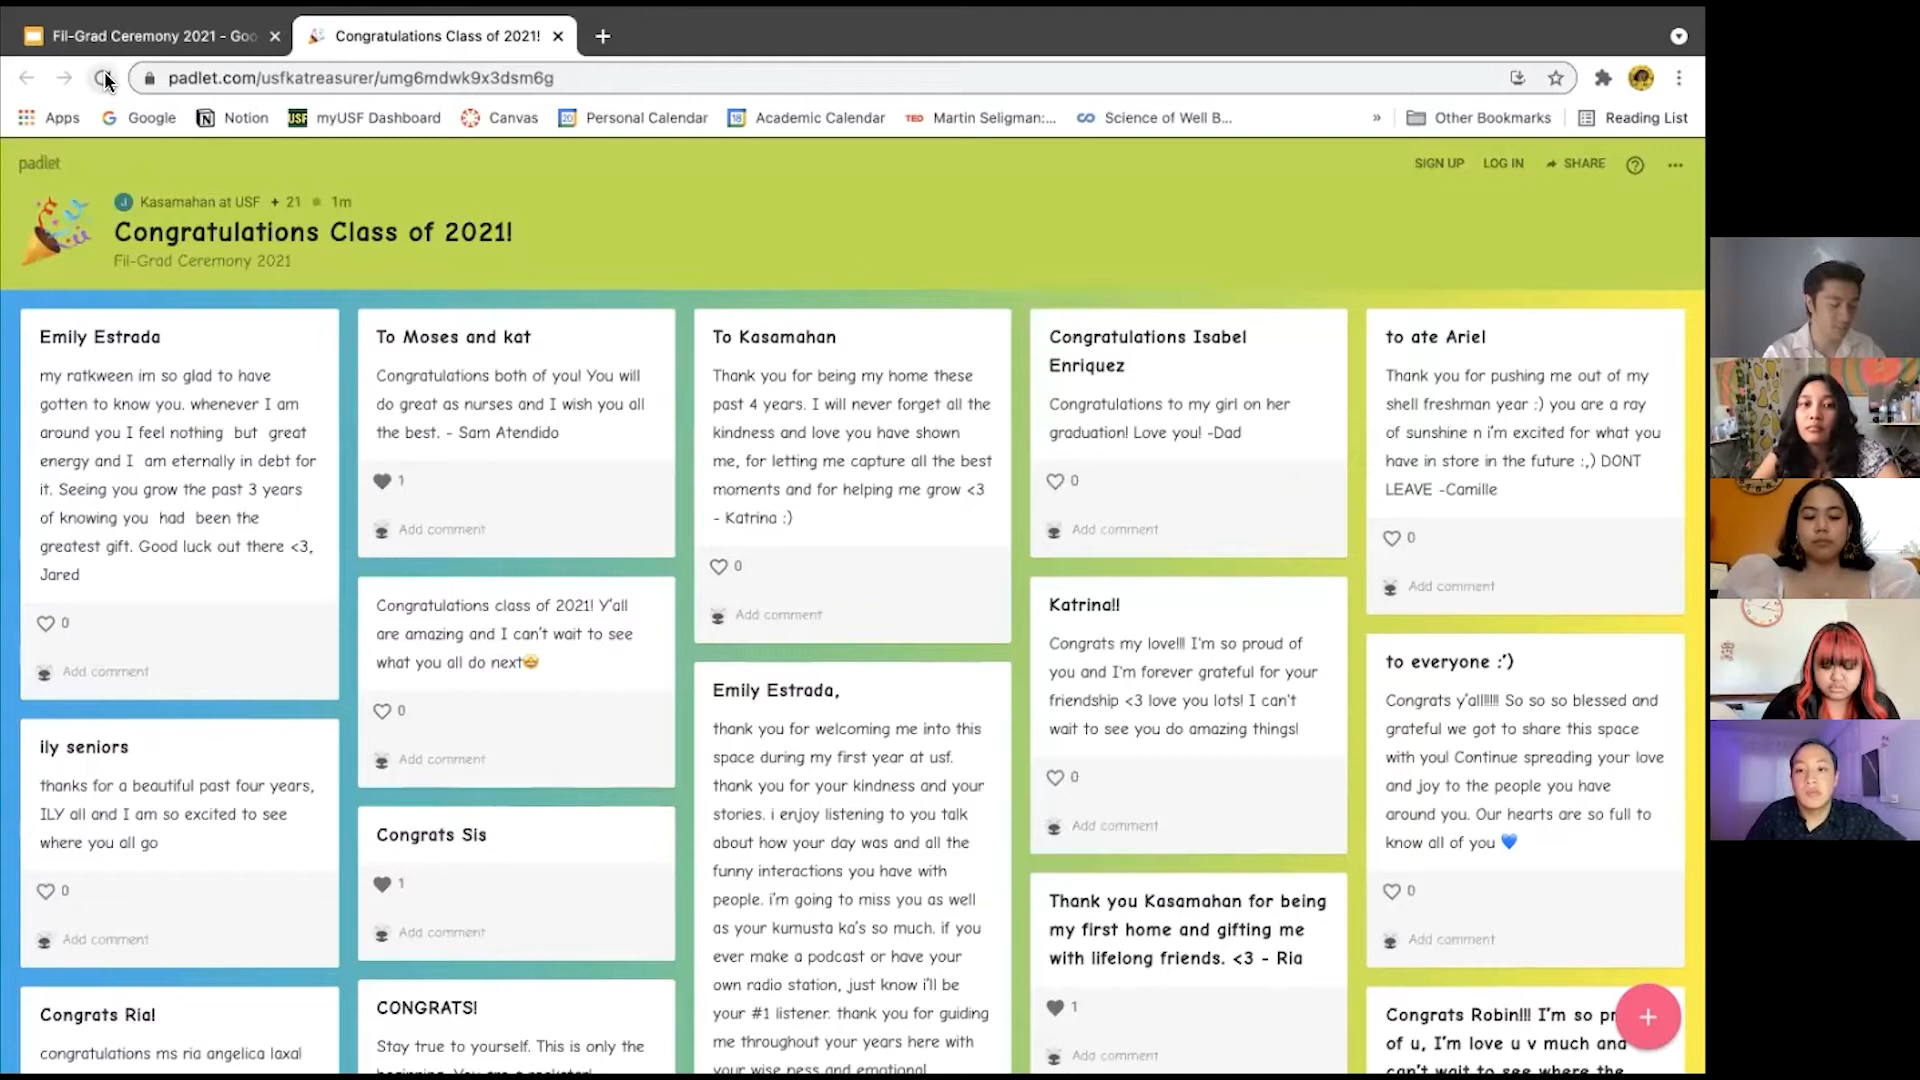 Fil-Grad Ceremony 2021 - Goo
Congratulations Class of 2021!
padlet.com/usfkatreasurer/umg6mdwk9x3dsm6g
Apps
Google
Notion
USF myUSF Dashboard
Canvas
20 Personal Calendar
18 Academic Calendar
TED Martin Seligman:...
Science of Well B...
»
Other Bookmarks
Reading List
padlet
SIGN UP
LOG IN
SHARE
J Kasamahan at USF + 21 1m
Congratulations Class of 2021!
Fil-Grad Ceremony 2021
Emily Estrada
my ratkween im so glad to have
gotten to know you. whenever I am
around you I feel nothing but great
energy and I am eternally in debt for
it. Seeing you grow the past 3 years
of knowing you had been the
greatest gift. Good luck out there <3,
Jared
0
Add comment
ily seniors
thanks for a beautiful past four years,
ILY all and I am so excited to see
where you all go
0
Add comment
Congrats Ria!
congratulations ms ria angelica laxal
To Moses and kat
Congratulations both of you! You will
do great as nurses and I wish you all
the best. - Sam Atendido
1
Add comment
Congratulations class of 2021! Y'all
are amazing and I can't wait to see
what you all do next🤩
0
Add comment
Congrats Sis
1
Add comment
CONGRATS!
Stay true to yourself. This is only the
beginning. You are a rockstar!
To Kasamahan
Thank you for being my home these
past 4 years. I will never forget all the
kindness and love you have shown
me, for letting me capture all the best
moments and for helping me grow <3
- Katrina :)
0
Add comment
Emily Estrada,
thank you for welcoming me into this
space during my first year at usf.
thank you for your kindness and your
stories. i enjoy listening to you talk
about how your day was and all the
funny interactions you have with
people. i'm going to miss you as well
as your kumusta ka's so much. if you
ever make a podcast or have your
own radio station, just know i'll be
your #1 listener. thank you for guiding
me throughout your years here with
your wise ness and emotional
Congratulations Isabel
Enriquez
Congratulations to my girl on her
graduation! Love you! -Dad
0
Add comment
Katrina!!
Congrats my love!!! I'm so proud of
you and I'm forever grateful for your
friendship <3 love you lots! I can't
wait to see you do amazing things!
0
Add comment
Thank you Kasamahan for being
my first home and gifting me
with lifelong friends. <3 - Ria
1
Add comment
to ate Ariel
Thank you for pushing me out of my
shell freshman year :) you are a ray
of sunshine n i'm excited for what you
have in store in the future :,) DONT
LEAVE -Camille
0
Add comment
to everyone :')
Congrats y'all!!!!! So so so blessed and
grateful we got to share this space
with you! Continue spreading your love
and joy to the people you have
around you. Our hearts are so full to
know all of you 💙
0
Add comment
Congrats Robin!!! I'm so pr
of u, I'm love u v much and
can't wait to see where the